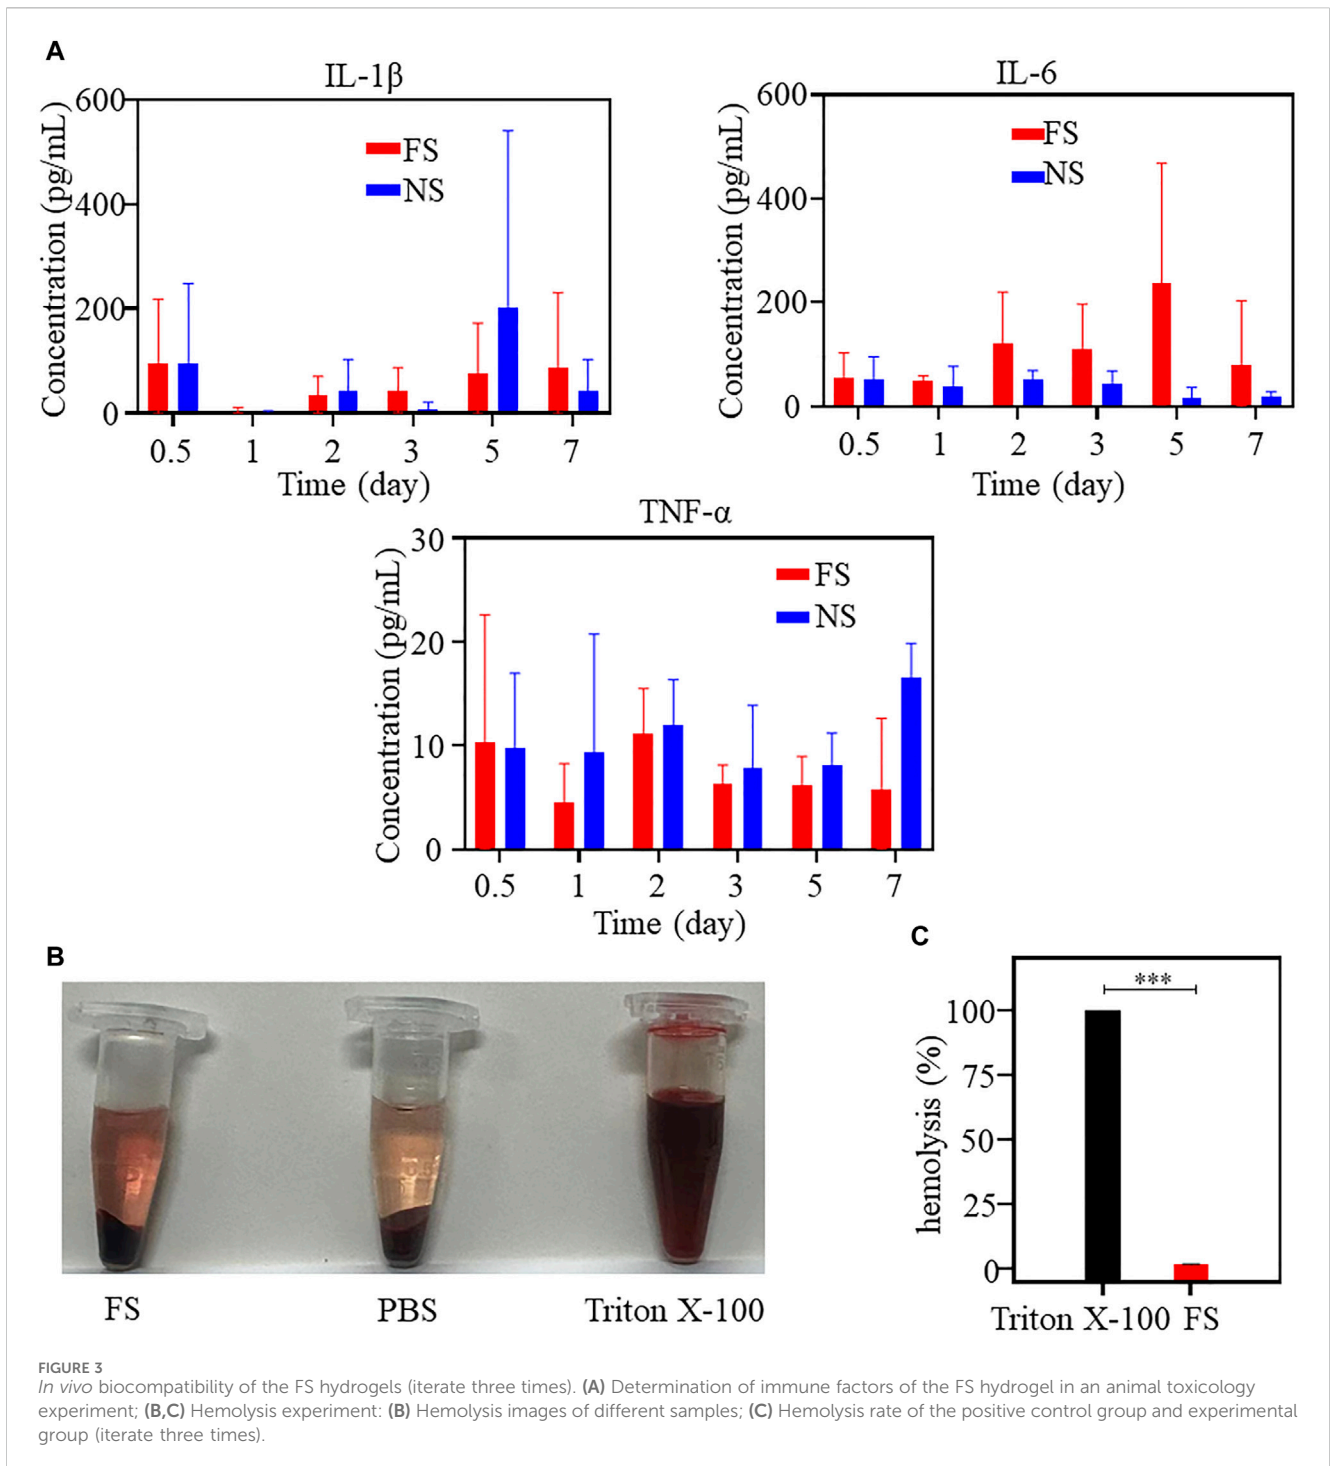 A
IL-1β
600
400
200
0
Concentration (pg/mL)
FS
NS
0.5 1 2 3 5 7
Time (day)
IL-6
600
400
200
0
Concentration (pg/mL)
FS
NS
0.5 1 2 3 5 7
Time (day)
TNF-α
30
20
10
0
Concentration (pg/mL)
FS
NS
0.5 1 2 3 5 7
Time (day)
B
FS PBS Triton X-100
C
***
100
75
50
25
0
hemolysis (%)
Triton X-100 FS
FIGURE 3
In vivo biocompatibility of the FS hydrogels (iterate three times). (A) Determination of immune factors of the FS hydrogel in an animal toxicology
experiment; (B,C) Hemolysis experiment: (B) Hemolysis images of different samples; (C) Hemolysis rate of the positive control group and experimental
group (iterate three times).